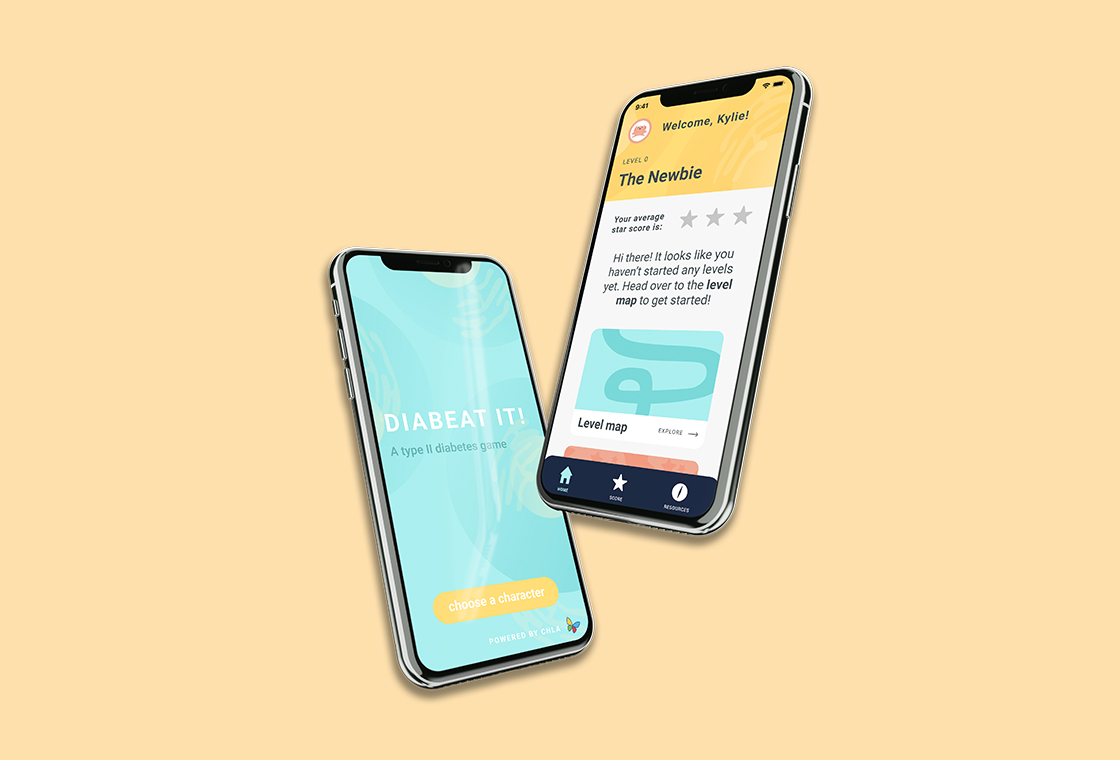 DIABEAT IT!
A type II diabetes game
choose a character
POWERED BY CHLA
9:41
Welcome, Kylie!
LEVEL 0
The Newbie
Your average
star score is:
Hi there! It looks like you
haven't started any levels
yet. Head over to the level
map to get started!
Level map
EXPLORE →
HOME
SCORE
RESOURCES